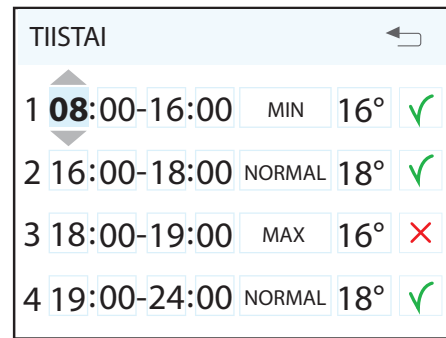 TIISTAI
1 08:00-16:00 MIN 16°
2 16:00-18:00 NORMAL 18°
3 18:00-19:00 MAX 16°
4 19:00-24:00 NORMAL 18°